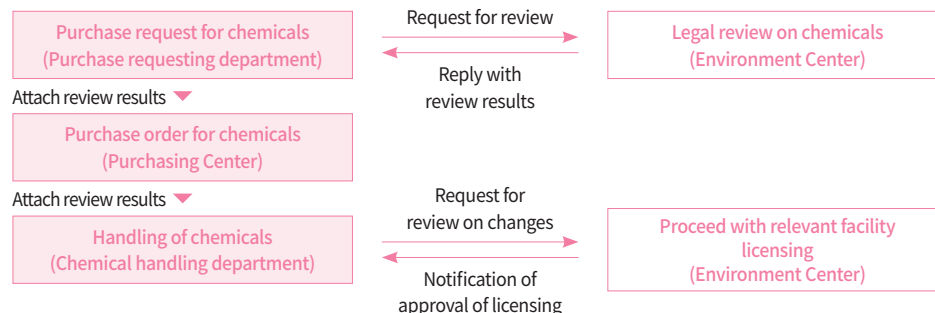 Purchase request for chemicals
(Purchase requesting department)
Request for review
Reply with
review results
Legal review on chemicals
(Environment Center)
Attach review results
Purchase order for chemicals
(Purchasing Center)
Attach review results
Handling of chemicals
(Chemical handling department)
Request for
review on changes
Notification of
approval of licensing
Proceed with relevant facility
licensing
(Environment Center)